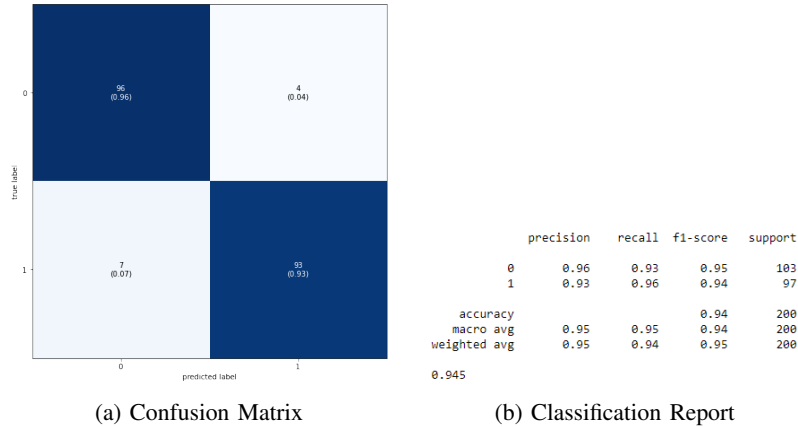 96
(0.96)
4
(0.04)
0
true label
7
(0.07)
93
(0.93)
1
0
1
predicted label
(a) Confusion Matrix
precision recall f1-score support
0 0.96 0.93 0.95 103
1 0.93 0.96 0.94 97
accuracy 0.94 200
macro avg 0.95 0.95 0.94 200
weighted avg 0.95 0.94 0.95 200
0.945
(b) Classification Report